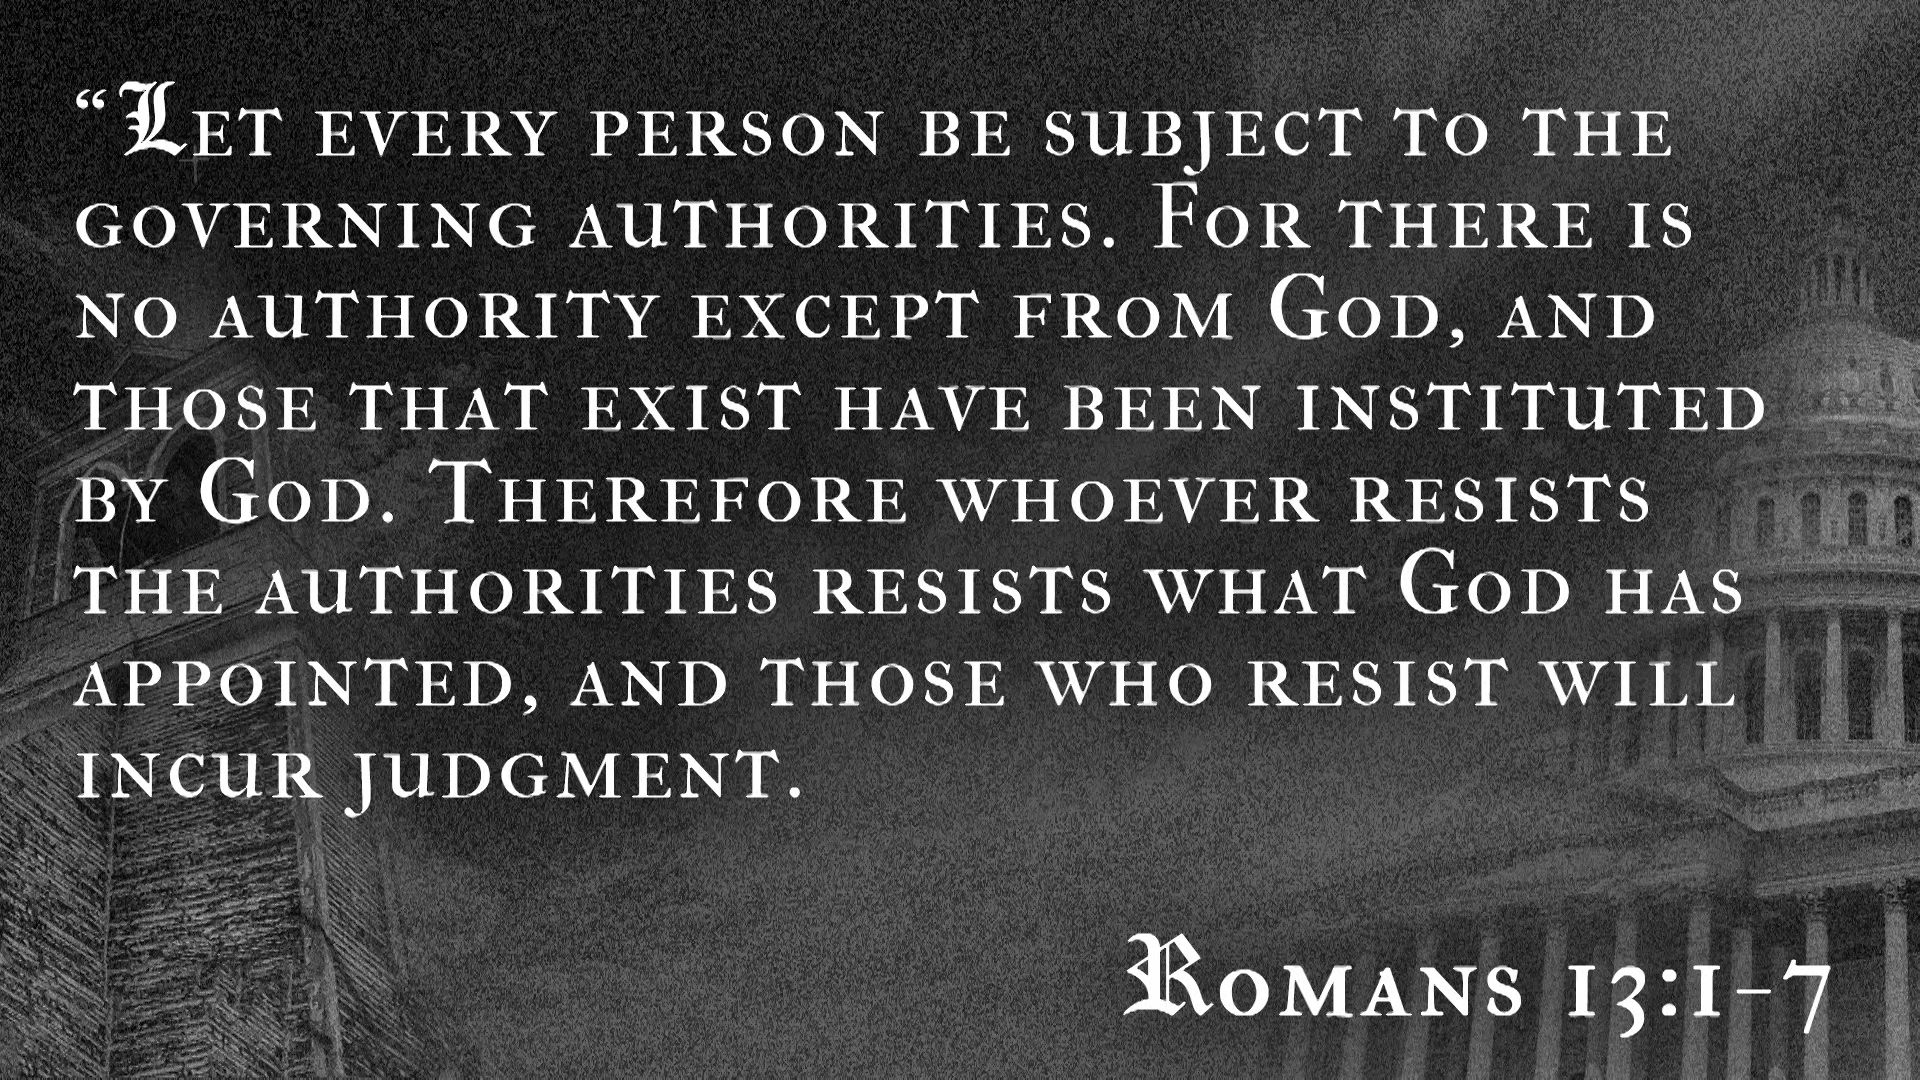 “Let every person be subject to the
governing authorities. For there is
no authority except from God, and
those that exist have been instituted
by God. Therefore whoever resists
the authorities resists what God has
appointed, and those who resist will
incur judgment.
Romans 13:1–7